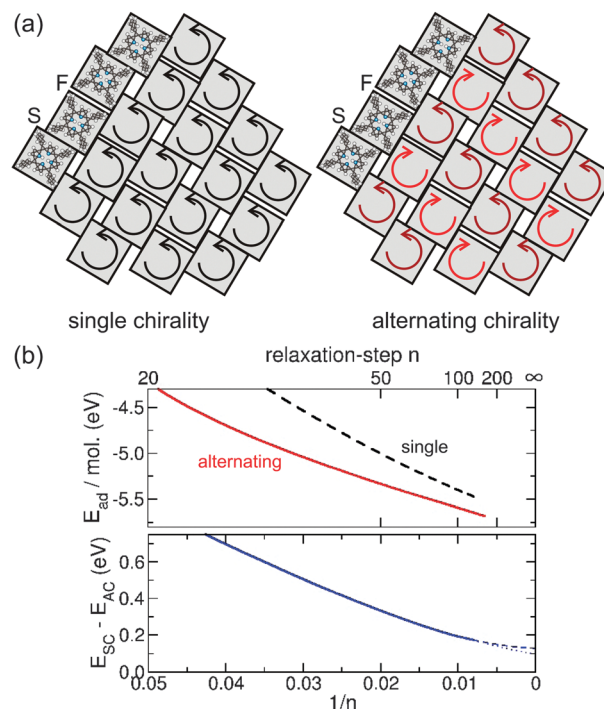 (a)
F F
S S
single chirality alternating chirality
(b)
relaxation-step n
20 50 100 200 ∞
-4.5
-5.0
-5.5
E_ad / mol. (eV)
single
alternating
0.6
0.4
0.2
0.0
E_SC - E_AC (eV)
0.05 0.04 0.03 0.02 0.01 0
1/n